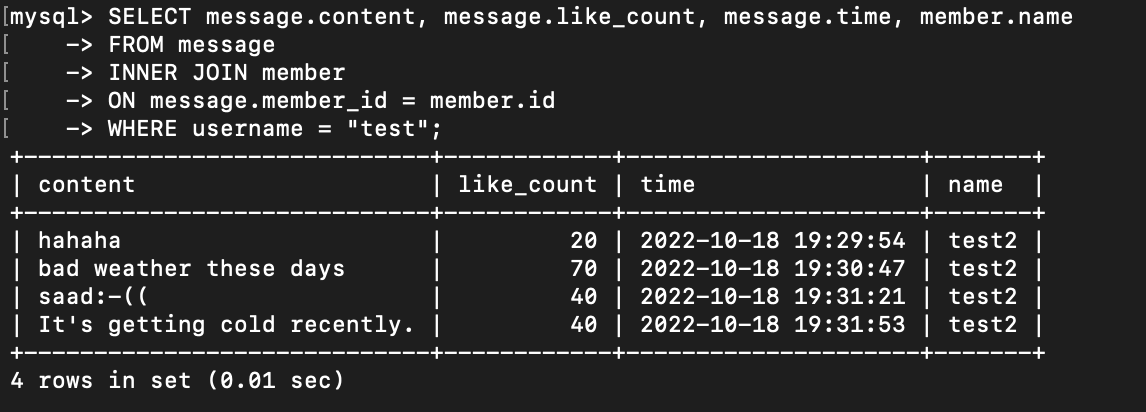 mysql> SELECT message.content, message.like_count, message.time, member.name
    -> FROM message
    -> INNER JOIN member
    -> ON message.member_id = member.id
    -> WHERE username = "test";
+-----------------------------+------------+---------------------+-------+
| content                     | like_count | time                | name  |
+-----------------------------+------------+---------------------+-------+
| hahaha                      |         20 | 2022-10-18 19:29:54 | test2 |
| bad weather these days      |         70 | 2022-10-18 19:30:47 | test2 |
| saad:-((                    |         40 | 2022-10-18 19:31:21 | test2 |
| It's getting cold recently. |         40 | 2022-10-18 19:31:53 | test2 |
+-----------------------------+------------+---------------------+-------+
4 rows in set (0.01 sec)